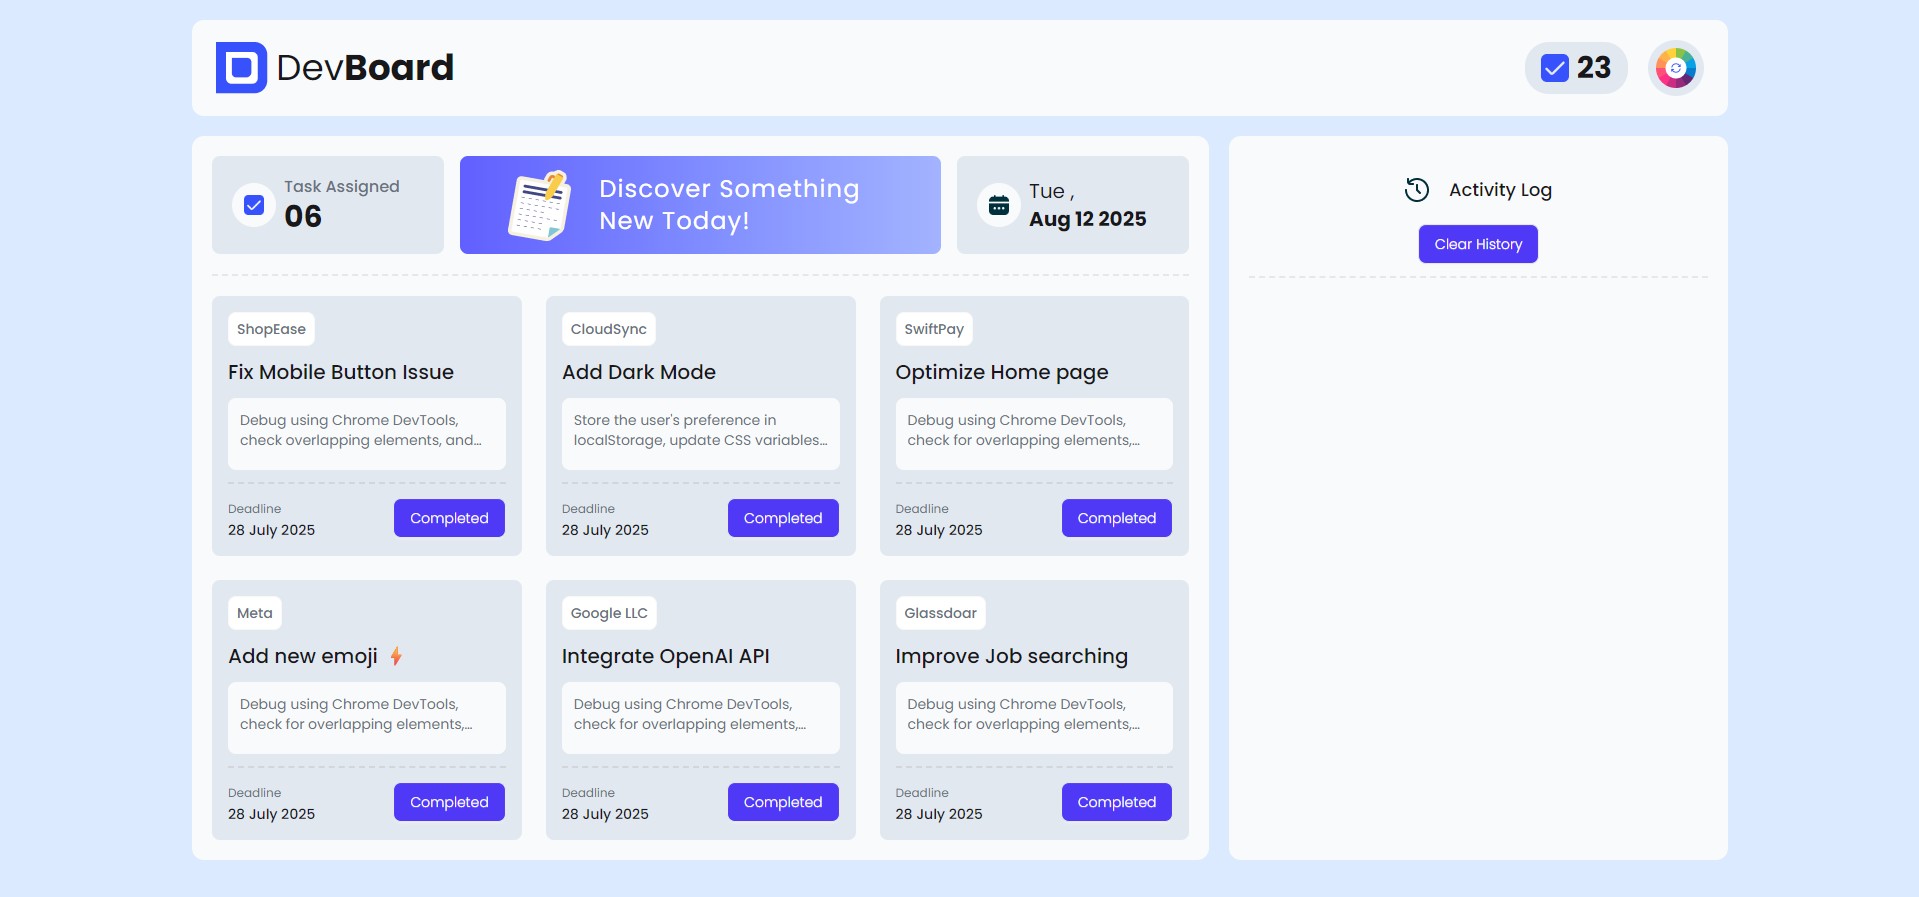 DevBoard
23
Task Assigned
06
Discover Something
New Today!
Tue ,
Aug 12 2025
Activity Log
Clear History
ShopEase
Fix Mobile Button Issue
Debug using Chrome DevTools,
check overlapping elements, and...
Deadline
28 July 2025
Completed
CloudSync
Add Dark Mode
Store the user's preference in
localStorage, update CSS variables...
Deadline
28 July 2025
Completed
SwiftPay
Optimize Home page
Debug using Chrome DevTools,
check for overlapping elements,...
Deadline
28 July 2025
Completed
Meta
Add new emoji ⚡
Debug using Chrome DevTools,
check for overlapping elements,...
Deadline
28 July 2025
Completed
Google LLC
Integrate OpenAI API
Debug using Chrome DevTools,
check for overlapping elements,...
Deadline
28 July 2025
Completed
Glassdoar
Improve Job searching
Debug using Chrome DevTools,
check for overlapping elements,...
Deadline
28 July 2025
Completed